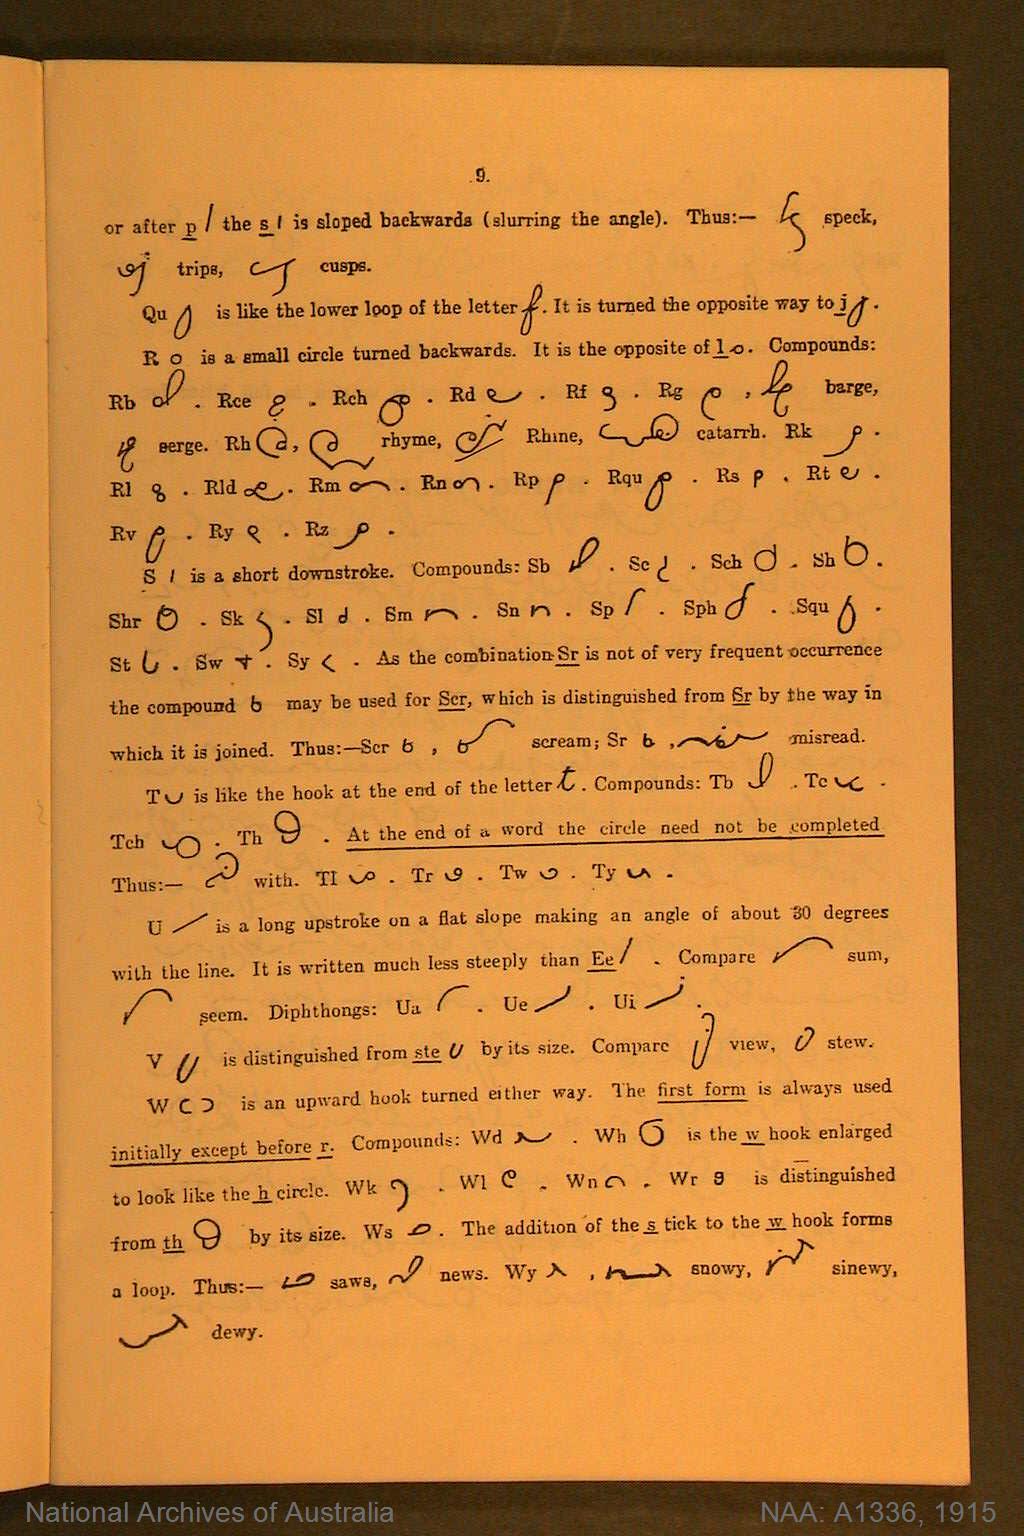 9.
or after p the s is sloped backwards (slurring the angle). Thus:— speck,
trips, cusps.
Qu is like the lower loop of the letter f. It is turned the opposite way to j .
R is a small circle turned backwards. It is the opposite of l . Compounds:
Rb . Rce . Rch . Rd . Rf . Rg , barge,
serge. Rh , rhyme, Rhine, catarrh. Rk .
Rl . Rld . Rm . Rn . Rp . Rqu . Rs . Rt .
Rv . Ry . Rz .
S is a short downstroke. Compounds: Sb . Sc . Sch . Sh .
Shr . Sk . Sl . Sm . Sn . Sp . Sph . Squ .
St . Sw . Sy . As the combination Sr is not of very frequent occurrence
the compound may be used for Scr, which is distinguished from Sr by the way in
which it is joined. Thus:—Scr , scream; Sr , misread.
T is like the hook at the end of the letter t . Compounds: Tb . Tc .
Tch . Th . At the end of a word the circle need not be completed
Thus:— with. Tl . Tr . Tw . Ty .
U is a long upstroke on a flat slope making an angle of about 30 degrees
with the line. It is written much less steeply than Ee . Compare sum,
seem. Diphthongs: Ua . Ue . Ui .
V is distinguished from ste by its size. Compare view, stew.
W is an upward hook turned either way. The first form is always used
initially except before r. Compounds: Wd . Wh is the w hook enlarged
to look like the h circle. Wk . Wl . Wn . Wr is distinguished
from th by its size. Ws . The addition of the s tick to the w hook forms
a loop. Thus:— saws, news. Wy , snowy, sinewy,
dewy.
National Archives of Australia NAA: A1336, 1915